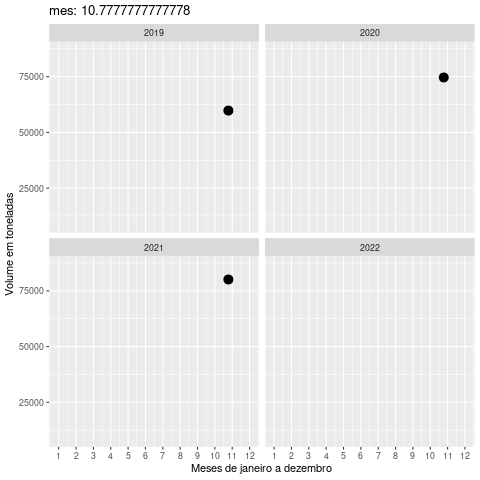 mes: 10.7777777777778
2019 2020
75000
50000
25000
Volume em toneladas
2021 2022
75000
50000
25000
1 2 3 4 5 6 7 8 9 10 11 12 1 2 3 4 5 6 7 8 9 10 11 12
Meses de janeiro a dezembro